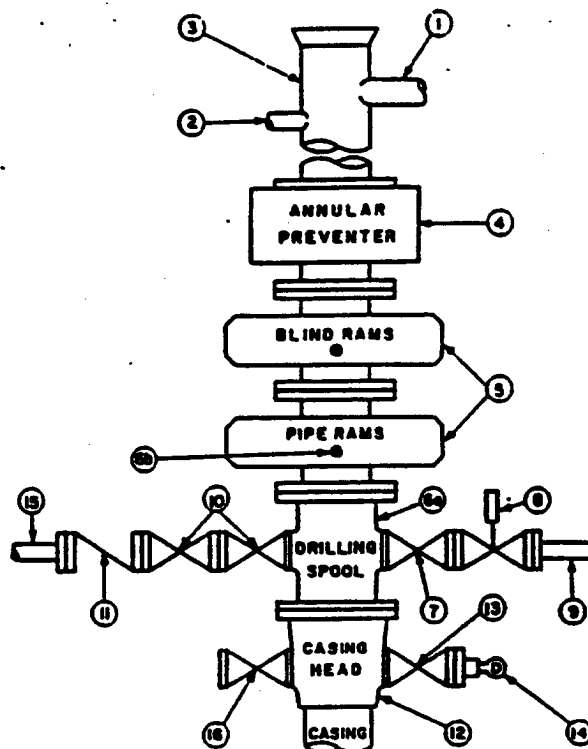 1
3
2
ANNULAR
PREVENTER
4
BLIND RAMS
5
PIPE RAMS
6b
6a
8
15
10
DRILLING
SPOOL
11
7
9
13
CASING
HEAD
D
16
12
14
CASING